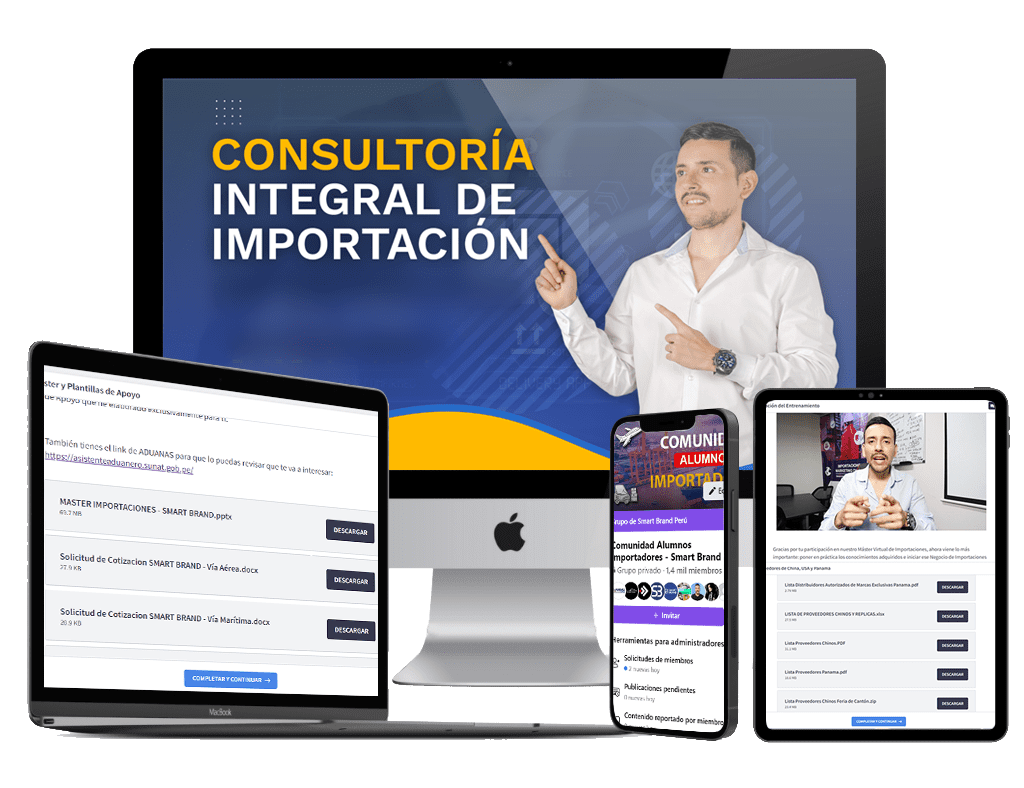 CONSULTORÍA
INTEGRAL DE
IMPORTACIÓN
ster y Plantillas de Apoyo
de Apoyo que he elaborado exclusivamente para ti.
También tienes el link de ADUANAS para que lo puedas revisar que te va a interesar:
https://asistenteaduanero.sunat.gob.pe/
MASTER IMPORTACIONES - SMART BRAND.pptx
69.7 MB
DESCARGAR
Solicitud de Cotizacion SMART BRAND - Vía Aérea.docx
27.9 KB
DESCARGAR
Solicitud de Cotizacion SMART BRAND - Vía Marítima.docx
20.9 KB
DESCARGAR
COMPLETAR Y CONTINUAR →
MacBook
COMUNID
ALUMNO
IMPORTAD
Grupo de Smart Brand Perú
Comunidad Alumnos
Importadores - Smart Brand
Grupo privado · 1,4 mil miembros
+ Invitar
Herramientas para administradores
Solicitudes de miembros
2 nuevas hoy
Publicaciones pendientes
0 nuevas hoy
Contenido reportado por miembro
ción del Entrenamiento
Gracias por tu participación en nuestro Máster Virtual de Importaciones, ahora viene lo más
importante: poner en práctica los conocimientos adquiridos e iniciar ese Negocio de Importaciones
edores de China, USA y Panama
Lista Distribuidores Autorizados de Marcas Exclusivas Panama.pdf
DESCARGAR
LISTA DE PROVEEDORES CHINOS Y REPLICAS.xlsx
DESCARGAR
Lista Proveedores Chinos.PDF
DESCARGAR
Lista Proveedores Panama.pdf
DESCARGAR
Lista Proveedores Chinos Feria de Cantón.zip
DESCARGAR
COMPLETAR Y CONTINUAR →